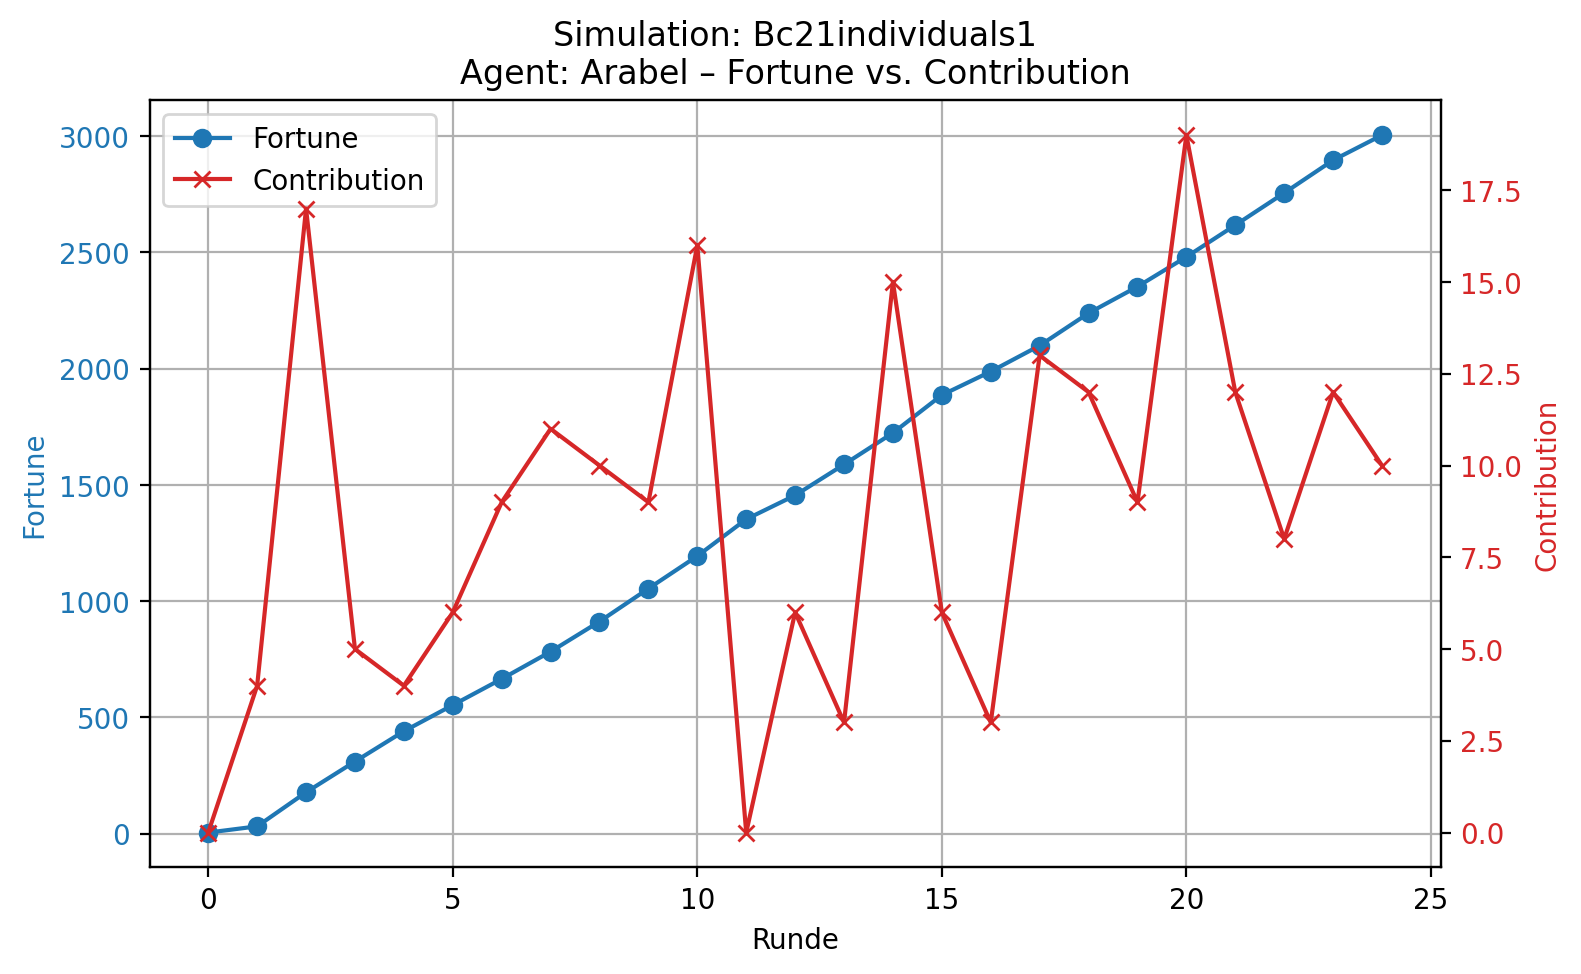 Simulation: Bc21individuals1
Agent: Arabel – Fortune vs. Contribution
Fortune
Contribution
3000
2500
2000
1500
1000
500
0
Fortune
17.5
15.0
12.5
10.0
7.5
5.0
2.5
0.0
Contribution
0 5 10 15 20 25
Runde